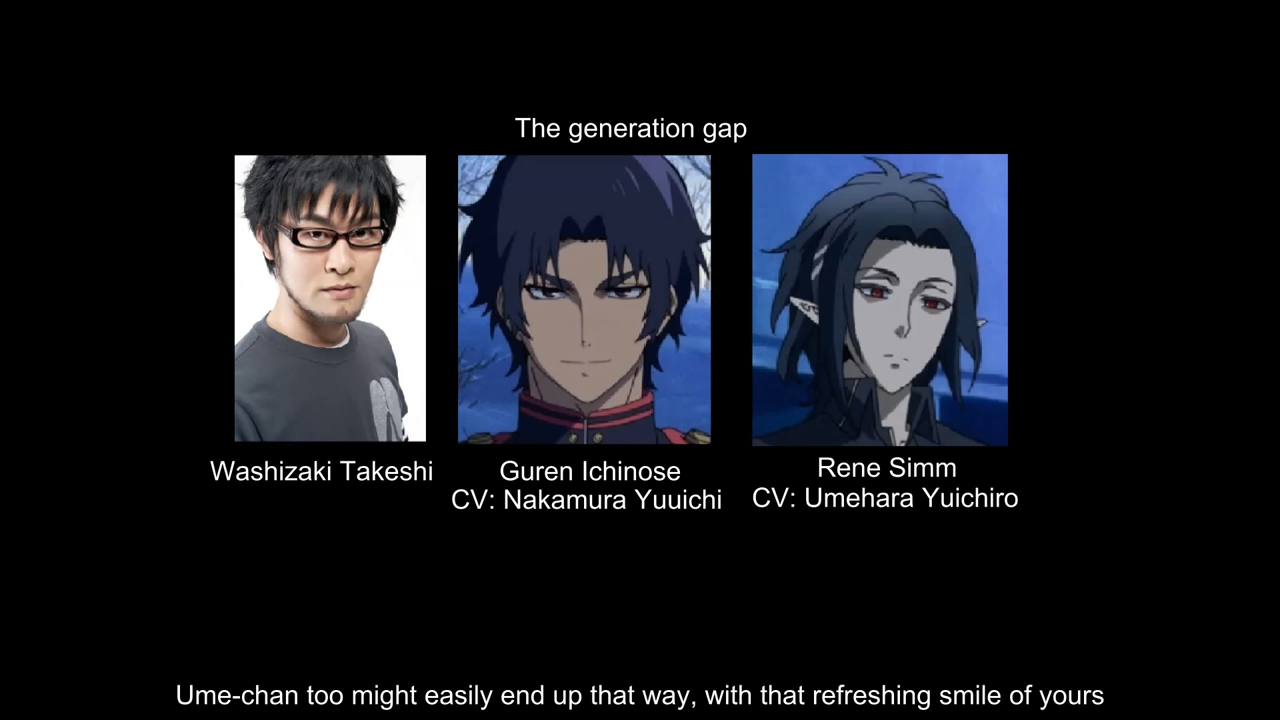 The generation gap
Washizaki Takeshi
Guren Ichinose
CV: Nakamura Yuuichi
Rene Simm
CV: Umehara Yuichiro
Ume-chan too might easily end up that way, with that refreshing smile of yours